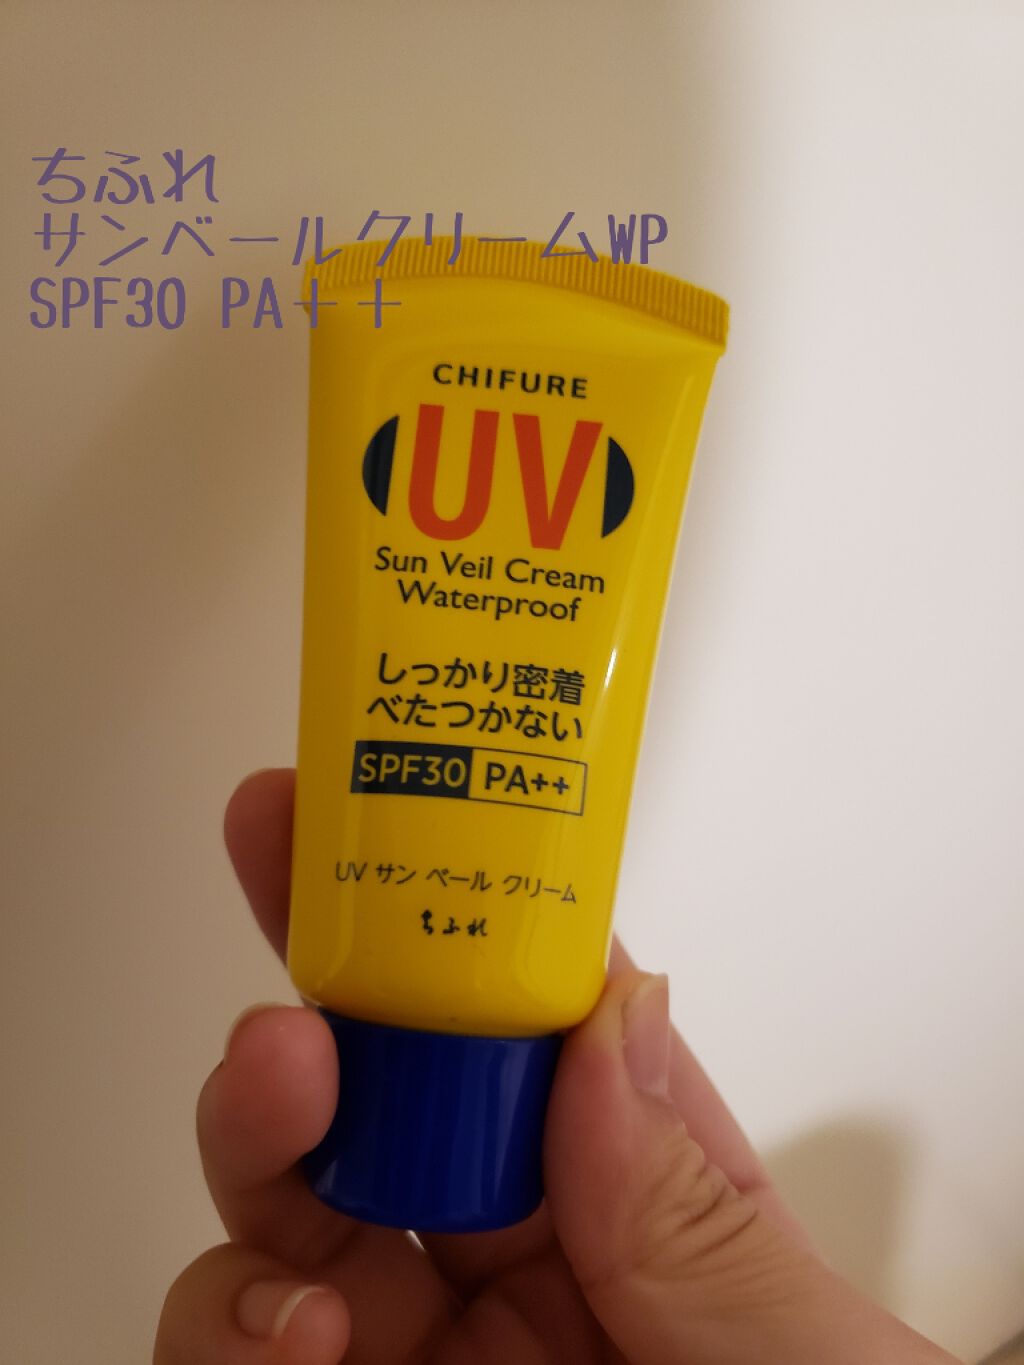 ちふれ
サンベールクリームWP
SPF30 PA++
CHIFURE
UV
Sun Veil Cream
Waterproof
しっかり密着
べたつかない
SPF30 PA++
UV サン ベール クリーム
ちふれ